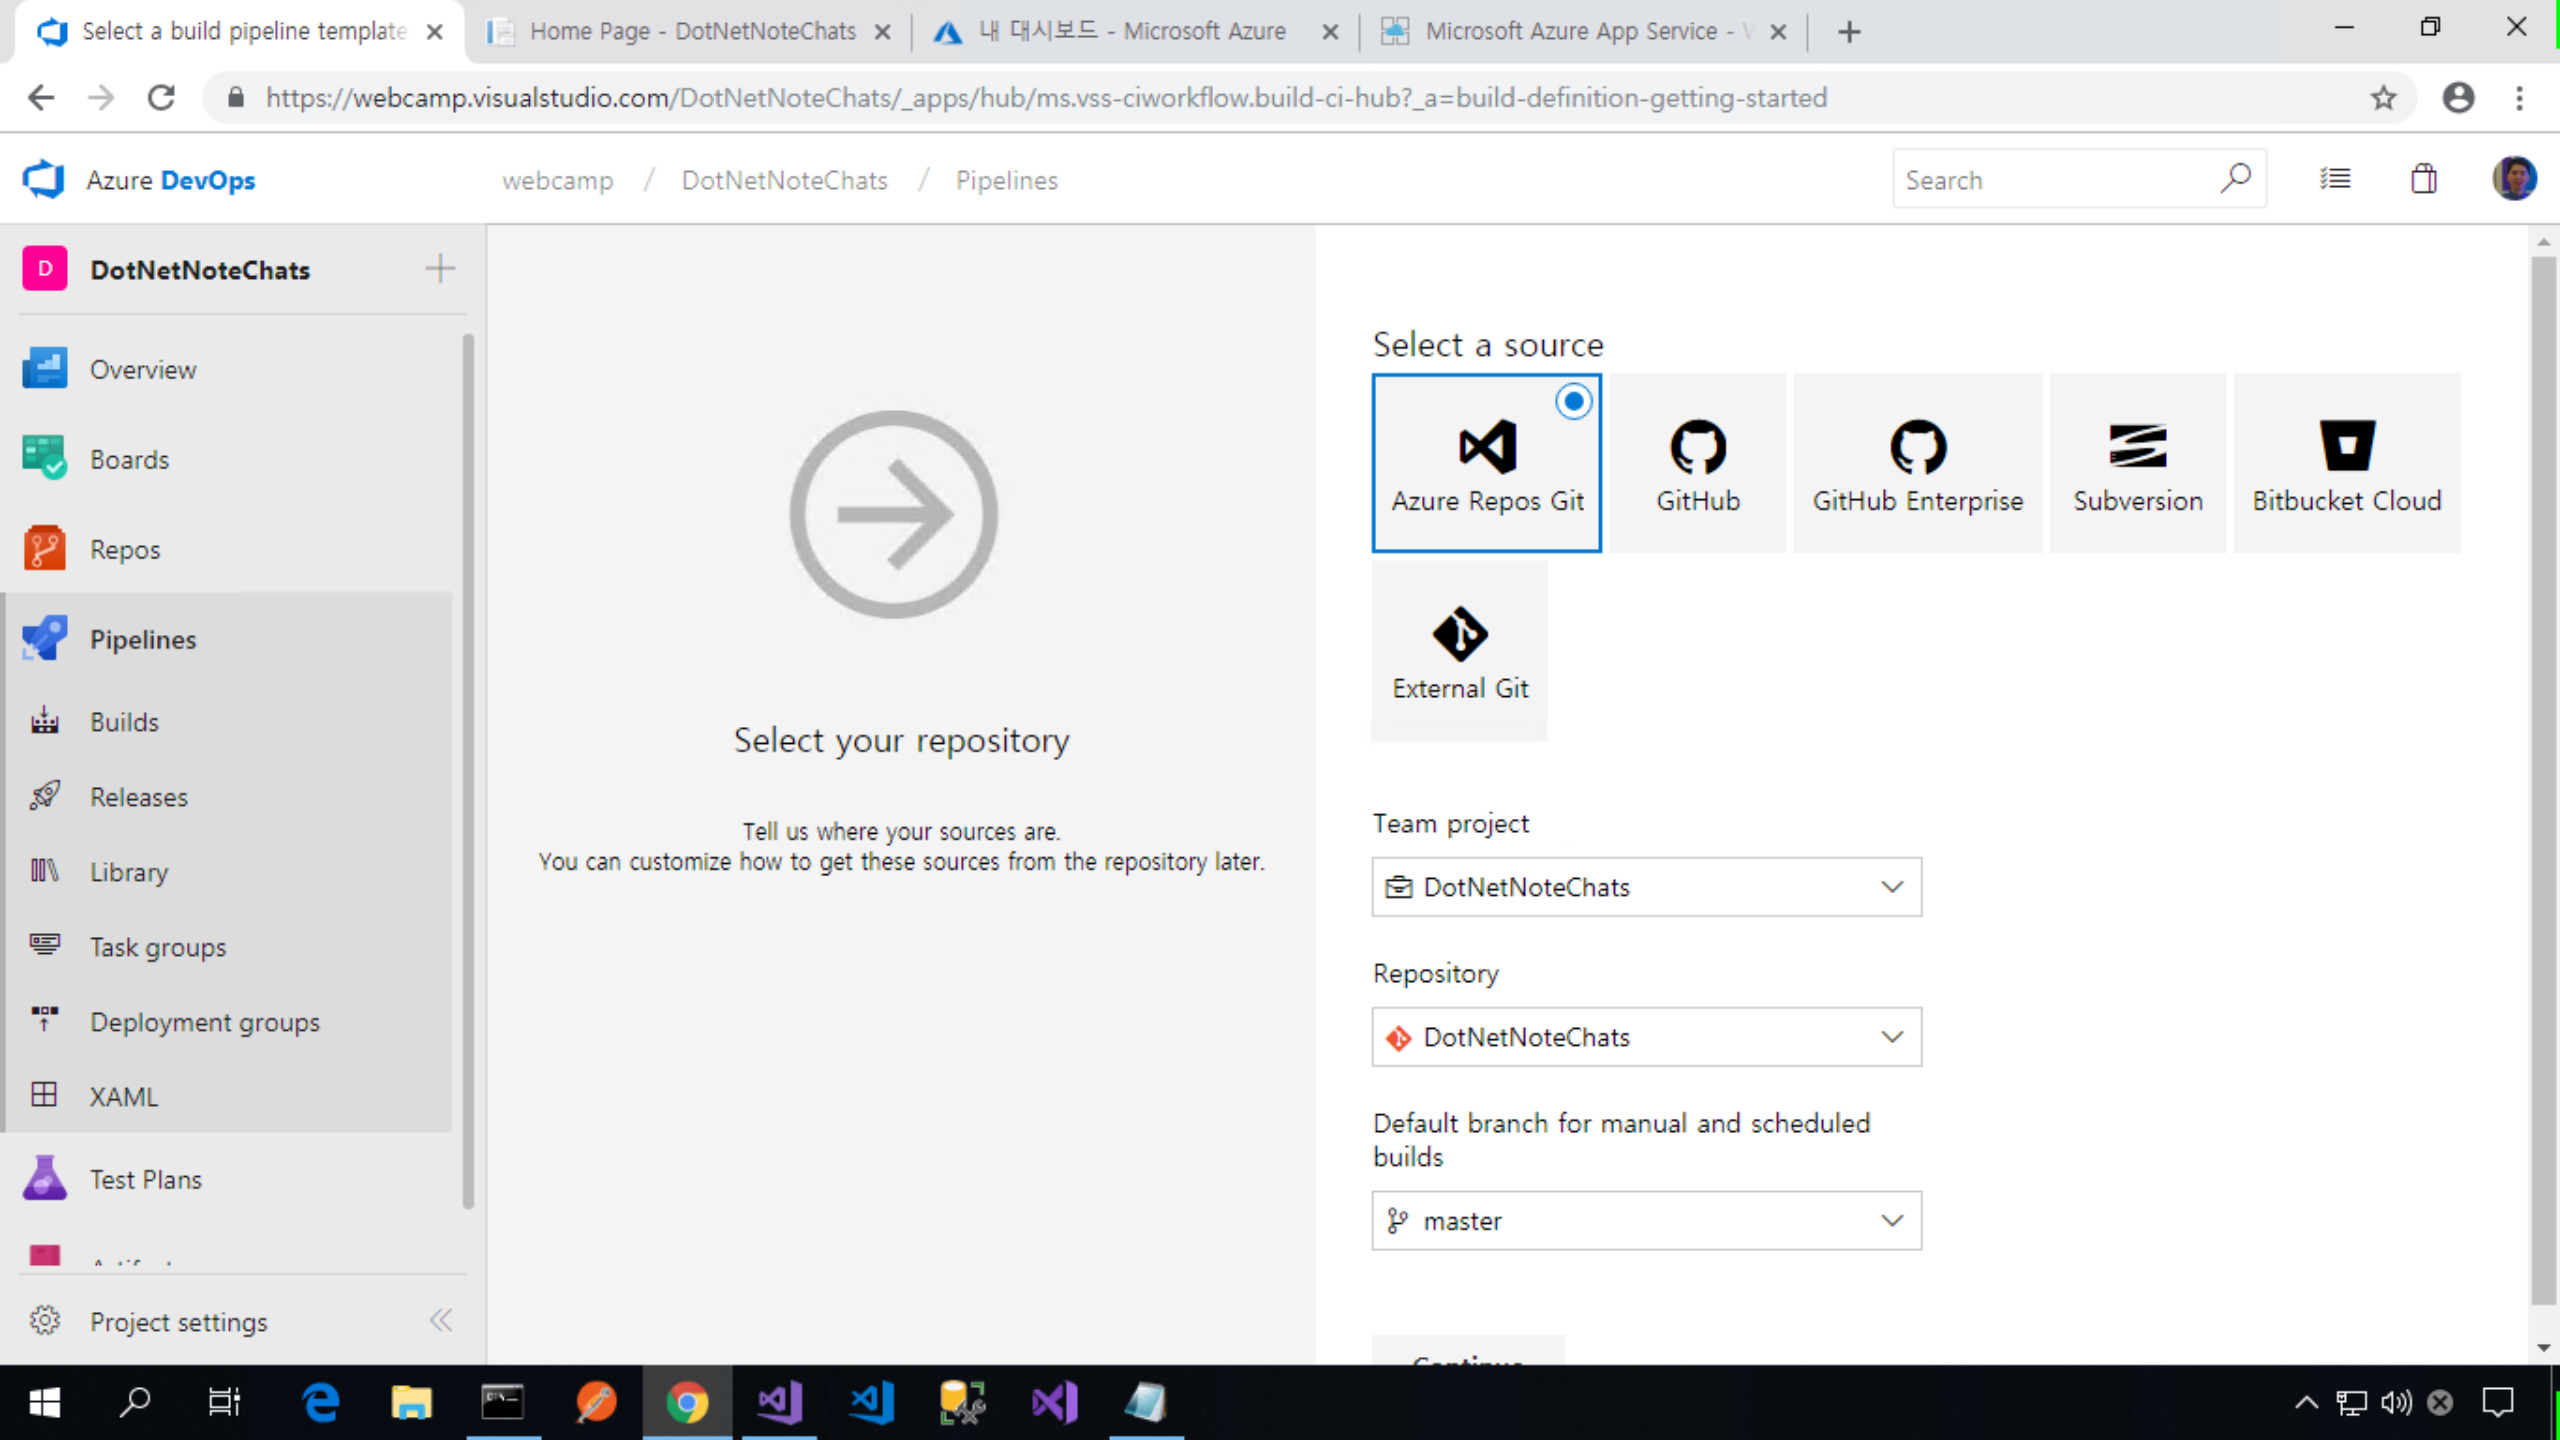 Select a build pipeline template
Home Page - DotNetNoteChats
내 대시보드 - Microsoft Azure
Microsoft Azure App Service -
https://webcamp.visualstudio.com/DotNetNoteChats/_apps/hub/ms.vss-ciworkflow.build-ci-hub?_a=build-definition-getting-started
Azure DevOps
webcamp / DotNetNoteChats / Pipelines
Search
D
DotNetNoteChats
Overview
Boards
Repos
Pipelines
Builds
Releases
Library
Task groups
Deployment groups
XAML
Test Plans
Project settings
Select your repository
Tell us where your sources are.
You can customize how to get these sources from the repository later.
Select a source
Azure Repos Git
GitHub
GitHub Enterprise
Subversion
Bitbucket Cloud
External Git
Team project
DotNetNoteChats
Repository
DotNetNoteChats
Default branch for manual and scheduled
builds
master
Continue